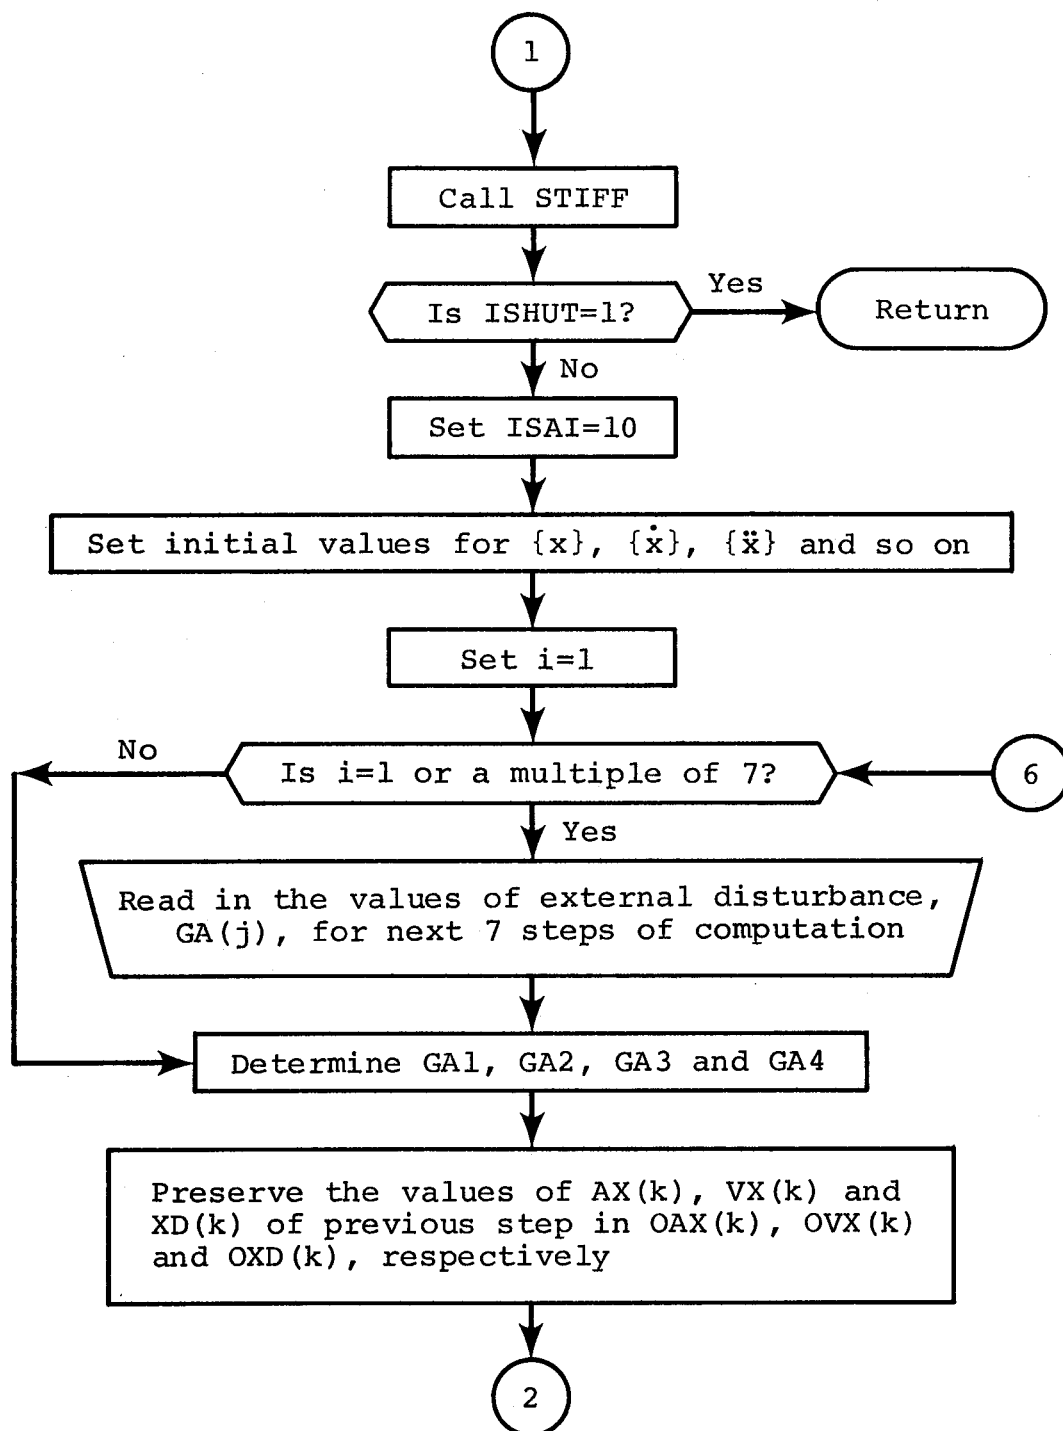 1
Call STIFF
Is ISHUT=1?
Yes
Return
No
Set ISAI=10
Set initial values for {x}, {ẋ}, {ẍ} and so on
Set i=1
No
Is i=1 or a multiple of 7?
6
Yes
Read in the values of external disturbance,
GA(j), for next 7 steps of computation
Determine GA1, GA2, GA3 and GA4
Preserve the values of AX(k), VX(k) and
XD(k) of previous step in OAX(k), OVX(k)
and OXD(k), respectively
2